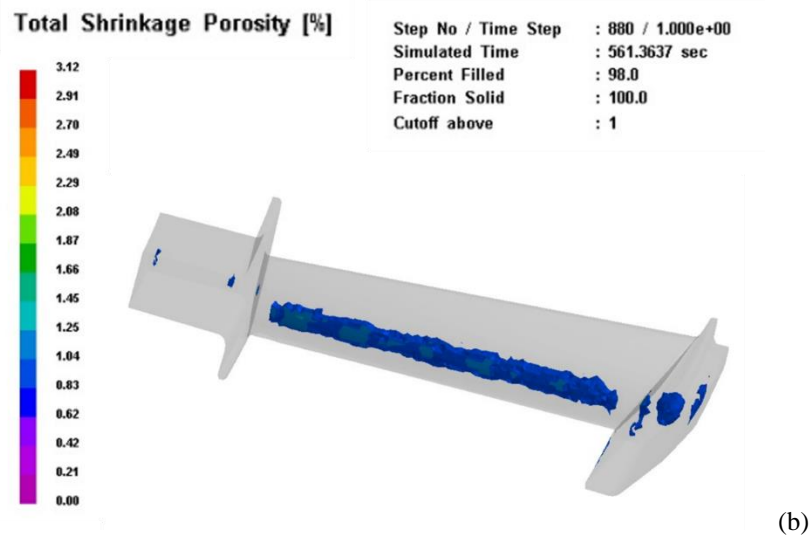 Total Shrinkage Porosity [%]
Step No / Time Step : 880 / 1.000e+00
Simulated Time : 561.3637 sec
Percent Filled : 98.0
Fraction Solid : 100.0
Cutoff above : 1
3.12
2.91
2.70
2.49
2.29
2.08
1.87
1.66
1.45
1.25
1.04
0.83
0.62
0.42
0.21
0.00
(b)